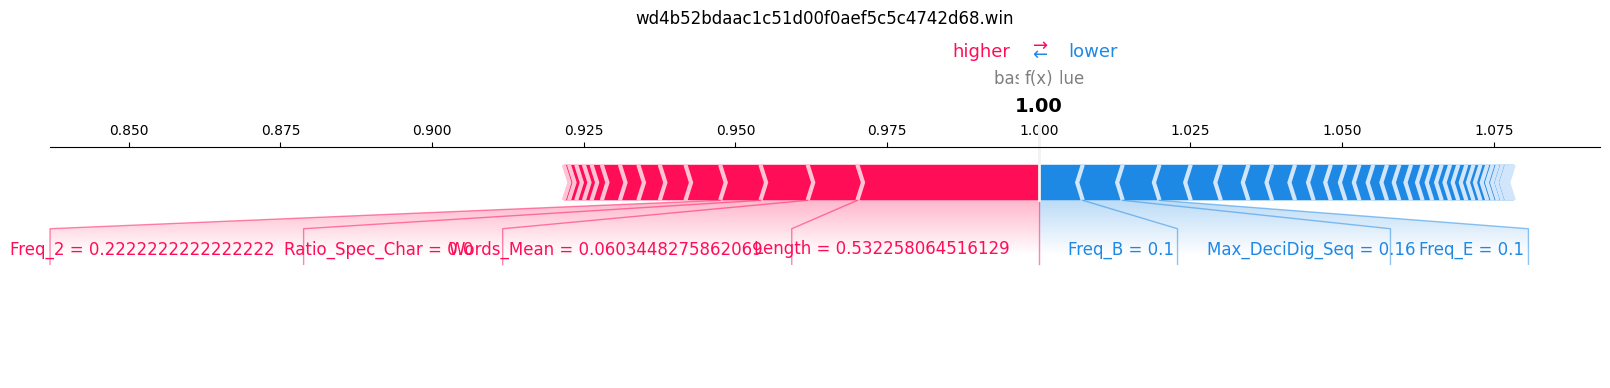 wd4b52bdaac1c51d00f0aef5c5c4742d68.win
higher → ← lower
bas f(x) lue
1.00
0.850 0.875 0.900 0.925 0.950 0.975 1.000 1.025 1.050 1.075
Freq_2 = 0.2222222222222222 Ratio_Spec_Char = 0.0 Words_Mean = 0.0603448275862069 Length = 0.532258064516129 Freq_B = 0.1 Max_DeciDig_Seq = 0.16 Freq_E = 0.1